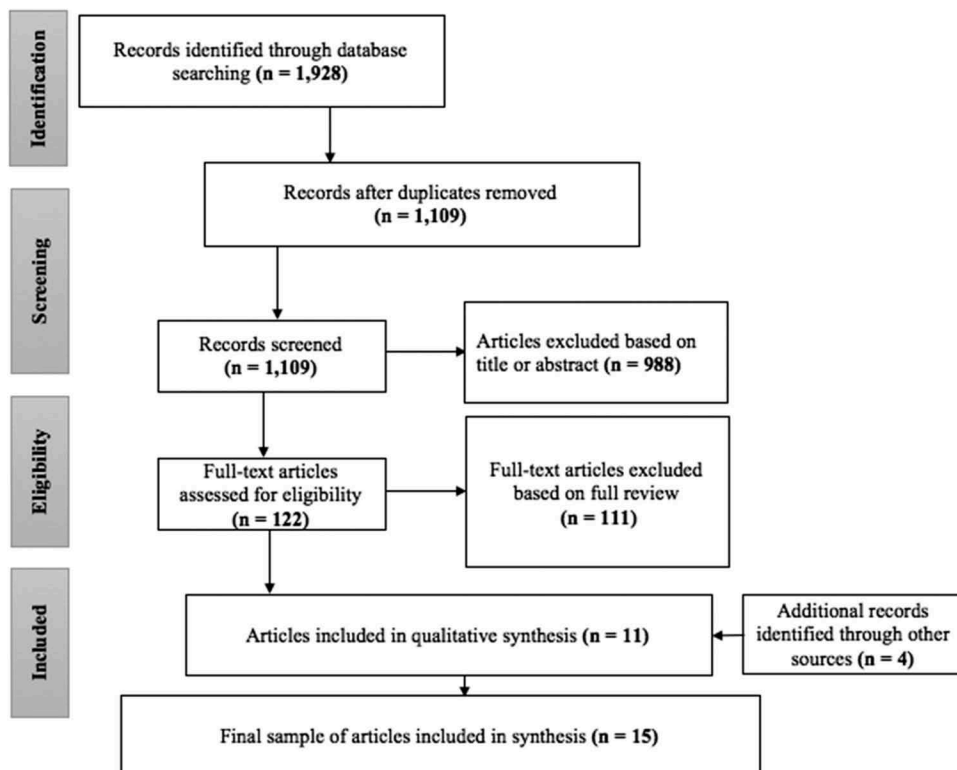 Identification
Records identified through database
searching (n = 1,928)
Records after duplicates removed
(n = 1,109)
Screening
Records screened
(n = 1,109)
Articles excluded based on
title or abstract (n = 988)
Eligibility
Full-text articles
assessed for eligibility
(n = 122)
Full-text articles excluded
based on full review
(n = 111)
Included
Articles included in qualitative synthesis (n = 11)
Additional records
identified through other
sources (n = 4)
Final sample of articles included in synthesis (n = 15)